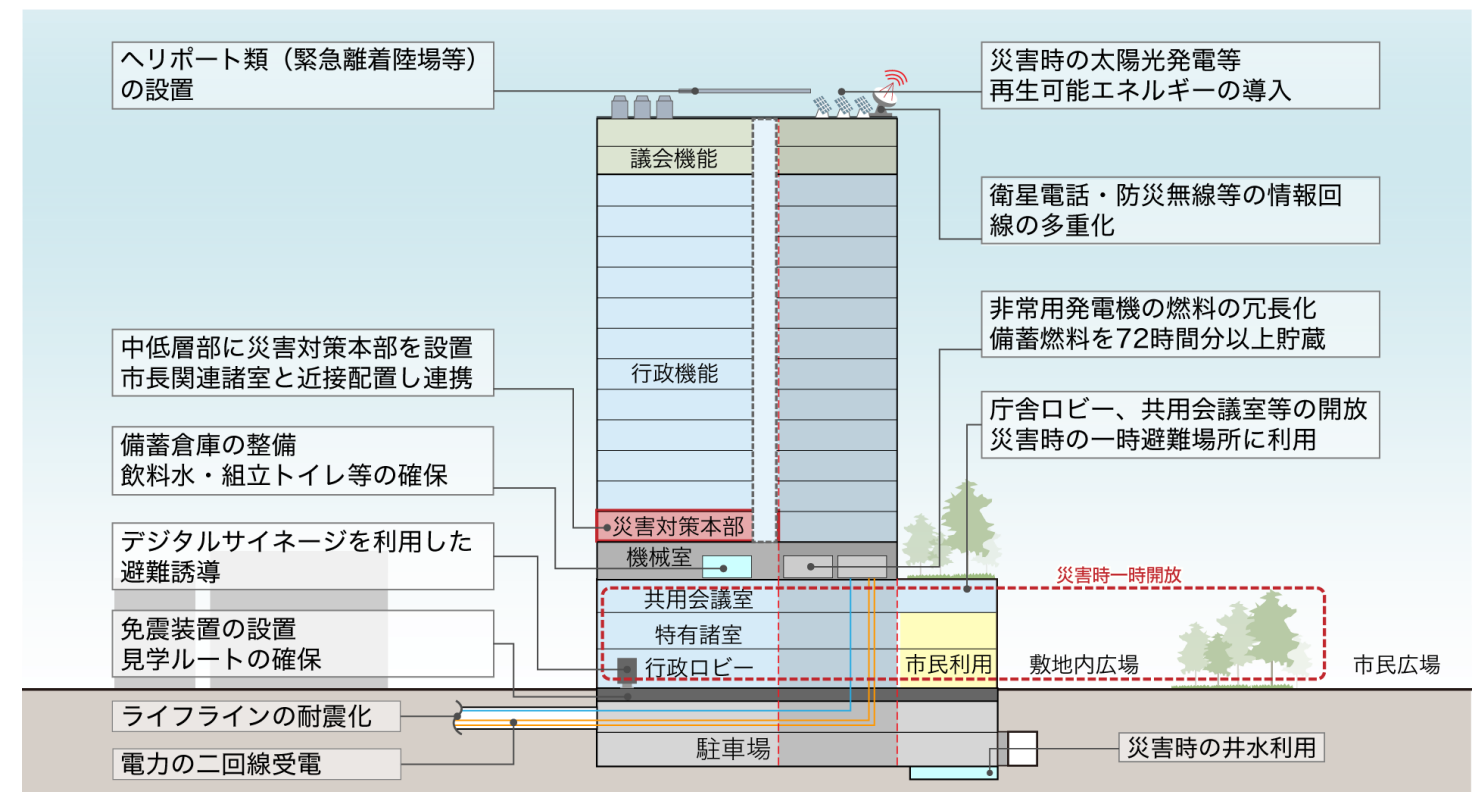 ヘリポート類（緊急離着陸場等）
の設置
災害時の太陽光発電等
再生可能エネルギーの導入
議会機能
衛星電話・防災無線等の情報回
線の多重化
非常用発電機の燃料の冗長化
備蓄燃料を72時間分以上貯蔵
中低層部に災害対策本部を設置
市長関連諸室と近接配置し連携
行政機能
庁舎ロビー、共用会議室等の開放
災害時の一時避難場所に利用
備蓄倉庫の整備
飲料水・組立トイレ等の確保
災害対策本部
デジタルサイネージを利用した
避難誘導
機械室
災害時一時開放
共用会議室
免震装置の設置
見学ルートの確保
特有諸室
行政ロビー
市民利用
敷地内広場
市民広場
ライフラインの耐震化
電力の二回線受電
駐車場
災害時の井水利用